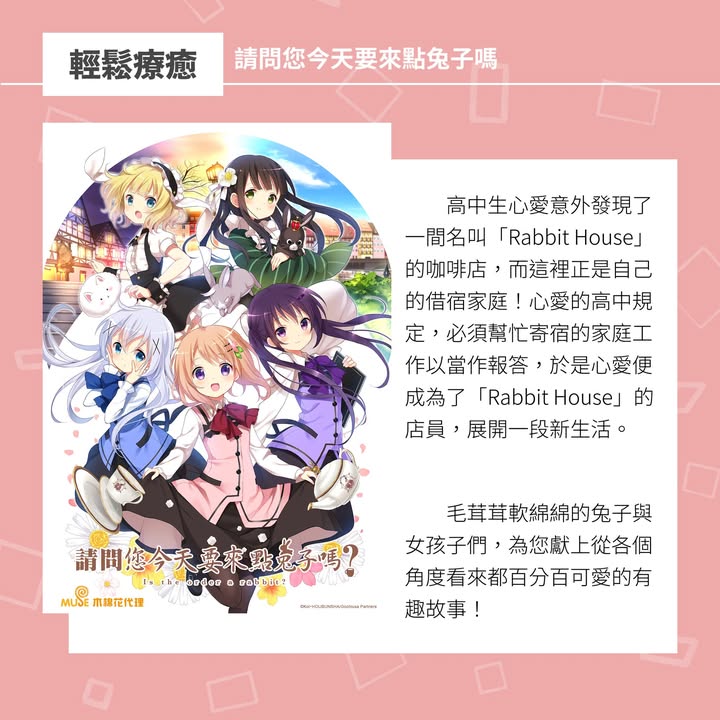 輕鬆療癒
請問您今天要來點兔子嗎
高中生心愛意外發現了
一間名叫「Rabbit House」
的咖啡店，而這裡正是自己
的借宿家庭！心愛的高中規
定，必須幫忙寄宿的家庭工
作以當作報答，於是心愛便
成為了「Rabbit House」的
店員，展開一段新生活。
毛茸茸軟綿綿的兔子與
女孩子們，為您獻上從各個
角度看來都百分百可愛的有
趣故事！
請問您今天要來點兔子嗎?
Is the order a rabbit?
MUSE 木棉花代理